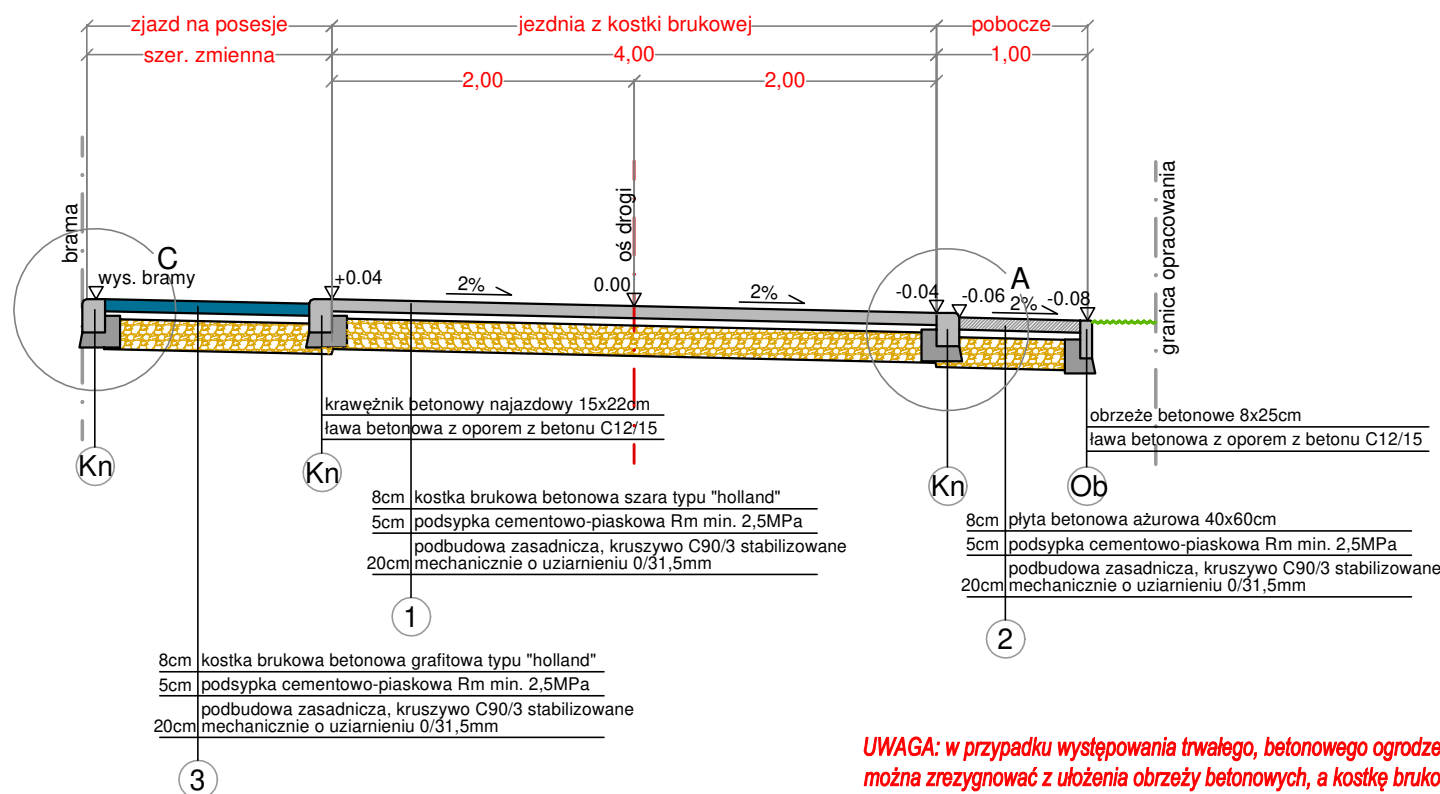 zjazd na posesje
jezdnia z kostki brukowej
pobocze
szer. zmienna
4,00
1,00
2,00
2,00
brama
oś drogi
granica opracowania
C
wys. bramy
+0.04
2%
0.00
2%
-0.04
A
-0.06
2%
-0.08
krawężnik betonowy najazdowy 15x22cm
ława betonowa z oporem z betonu C12/15
obrzeże betonowe 8x25cm
ława betonowa z oporem z betonu C12/15
Kn
Kn
Kn
Ob
8cm kostka brukowa betonowa szara typu "holland"
5cm podsypka cementowo-piaskowa Rm min. 2,5MPa
podbudowa zasadnicza, kruszywo C90/3 stabilizowane
20cm mechanicznie o uziarnieniu 0/31,5mm
1
8cm płyta betonowa ażurowa 40x60cm
5cm podsypka cementowo-piaskowa Rm min. 2,5MPa
podbudowa zasadnicza, kruszywo C90/3 stabilizowane
20cm mechanicznie o uziarnieniu 0/31,5mm
2
8cm kostka brukowa betonowa grafitowa typu "holland"
5cm podsypka cementowo-piaskowa Rm min. 2,5MPa
podbudowa zasadnicza, kruszywo C90/3 stabilizowane
20cm mechanicznie o uziarnieniu 0/31,5mm
3
UWAGA: w przypadku występowania trwałego, betonowego ogrodze
można zrezygnować z ułożenia obrzeży betonowych, a kostkę bruko